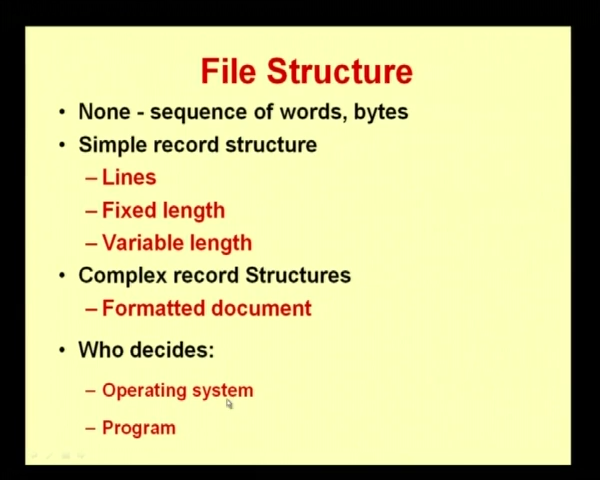 File Structure
• None - sequence of words, bytes
• Simple record structure
– Lines
– Fixed length
– Variable length
• Complex record Structures
– Formatted document
• Who decides:
– Operating system
– Program